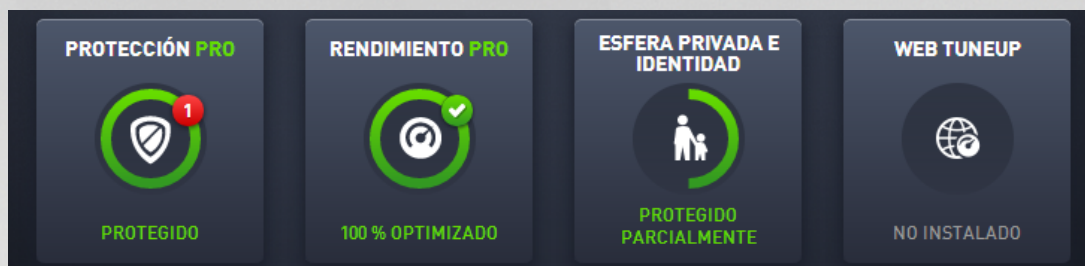 PROTECCIÓN PRO
1
PROTEGIDO
RENDIMIENTO PRO
100 % OPTIMIZADO
ESFERA PRIVADA E
IDENTIDAD
PROTEGIDO
PARCIALMENTE
WEB TUNEUP
NO INSTALADO